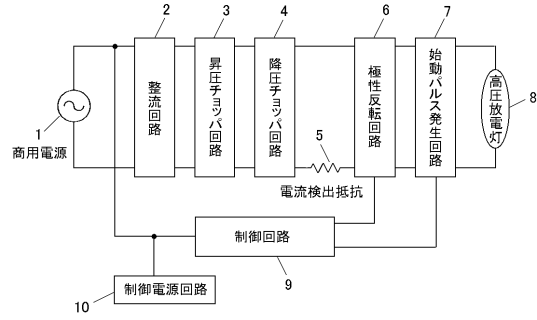 2
3
4
6
7
整流回路
昇圧チョッパ回路
降圧チョッパ回路
極性反転回路
始動パルス発生回路
高圧放電灯
8
1
商用電源
5
電流検出抵抗
制御回路
9
制御電源回路
10